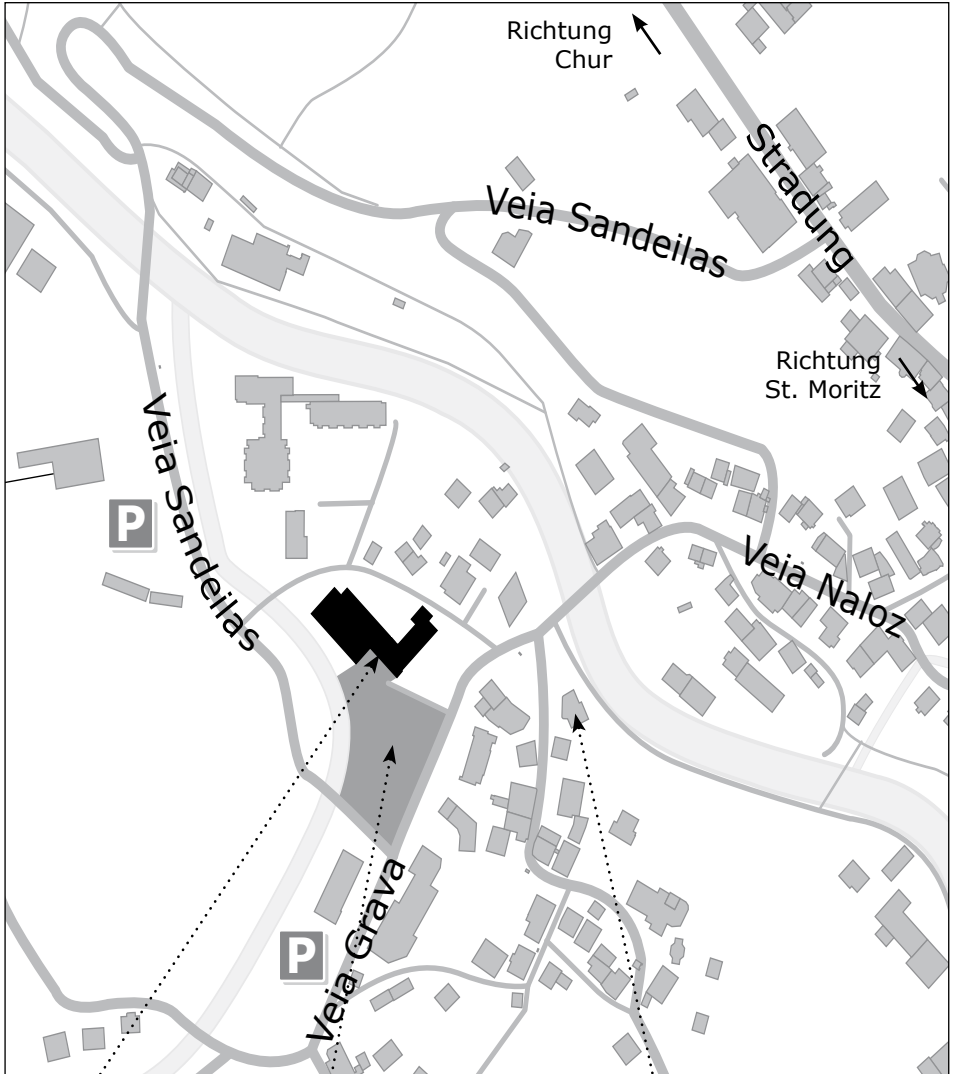 Richtung
Chur
Stradung
Veia Sandeilas
Richtung
St. Moritz
Veia Sandeilas
P
Veia Naloz
Veia Grava
P